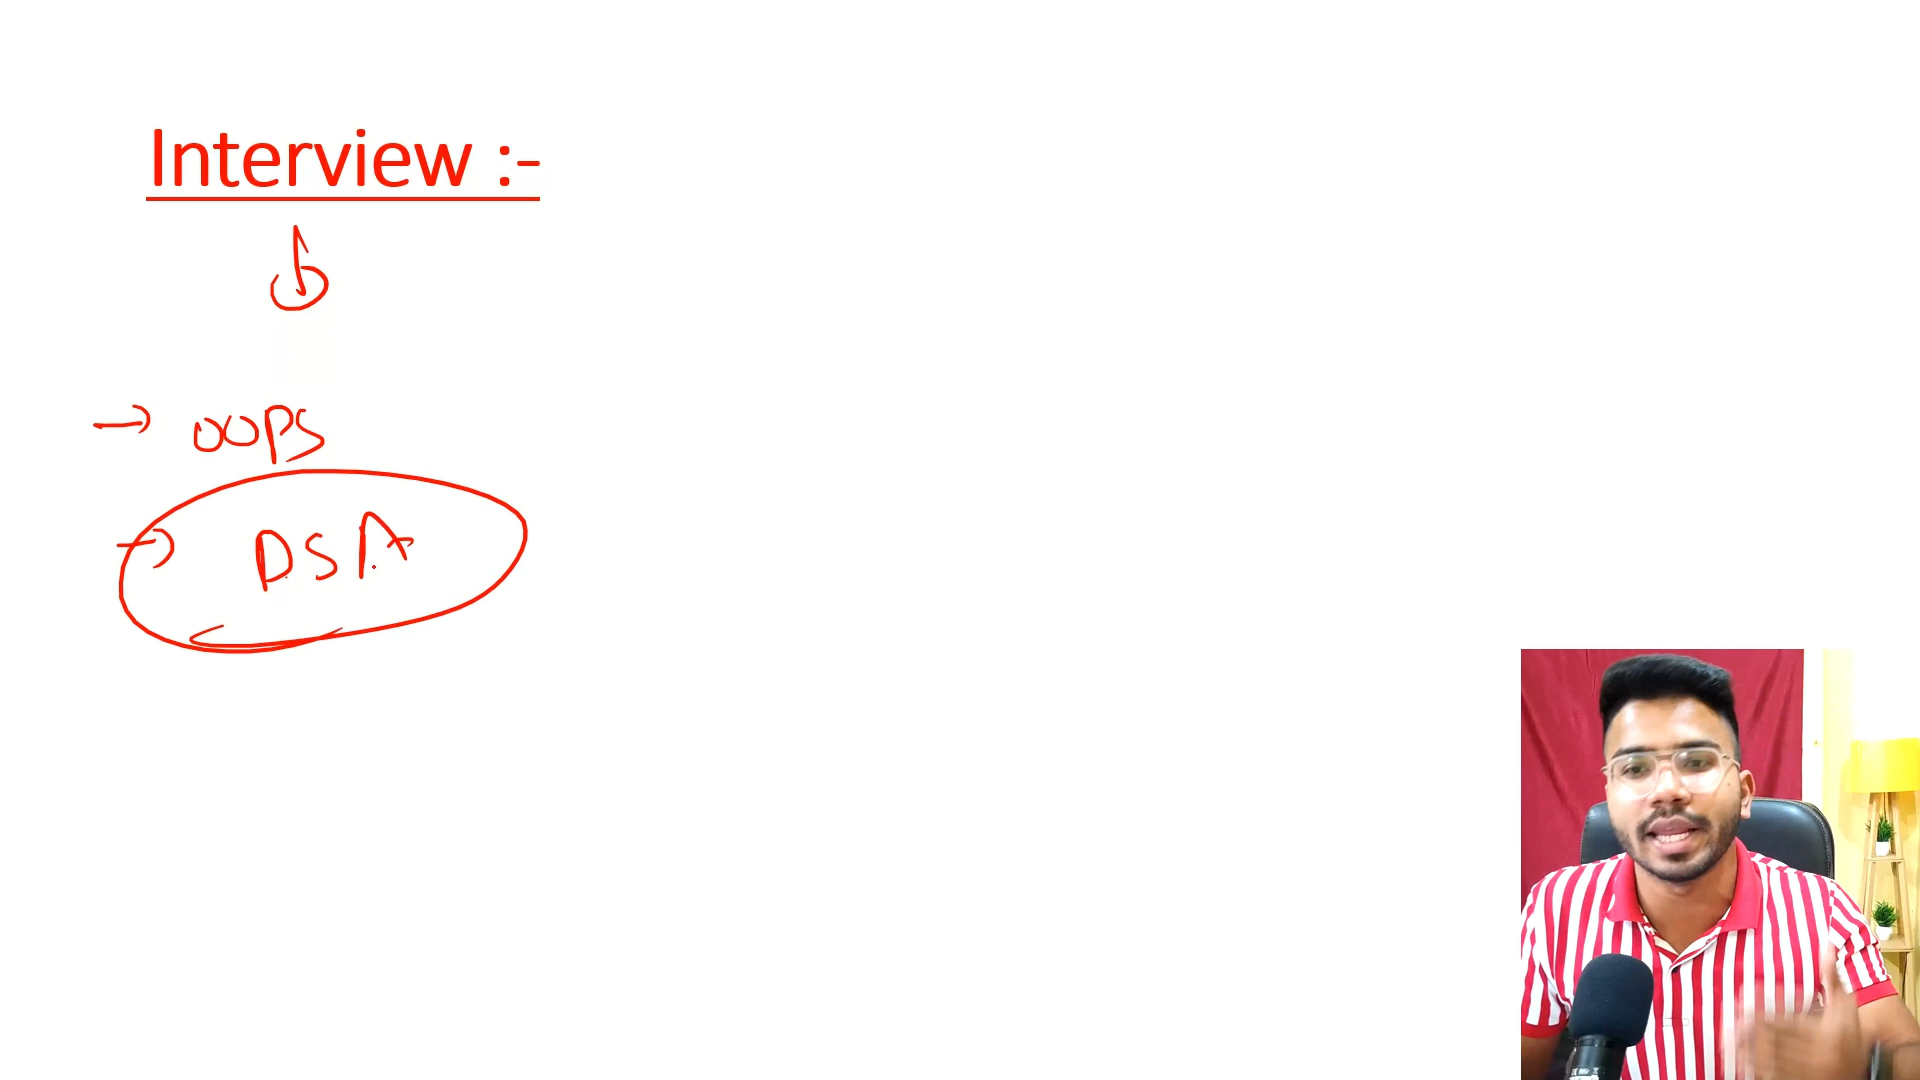 Interview :-
→ OOPS
→ DSA